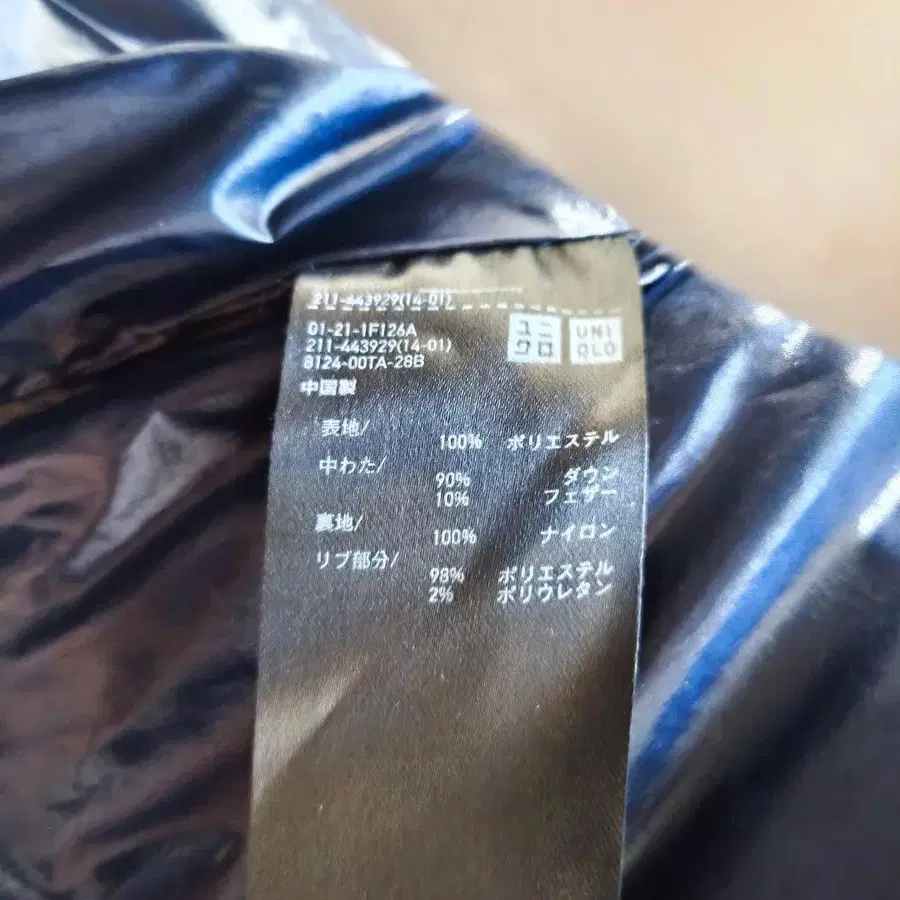 211-443929(14-01)
01-21-1F126A
211-443929(14-01)
8124-00TA-28B
中国製
ユニ
クロ
UNI
QLO
表地/
100% ポリエステル
中わた/
90% ダウン
10% フェザー
裏地/
100% ナイロン
リブ部分/
98% ポリエステル
2% ポリウレタン